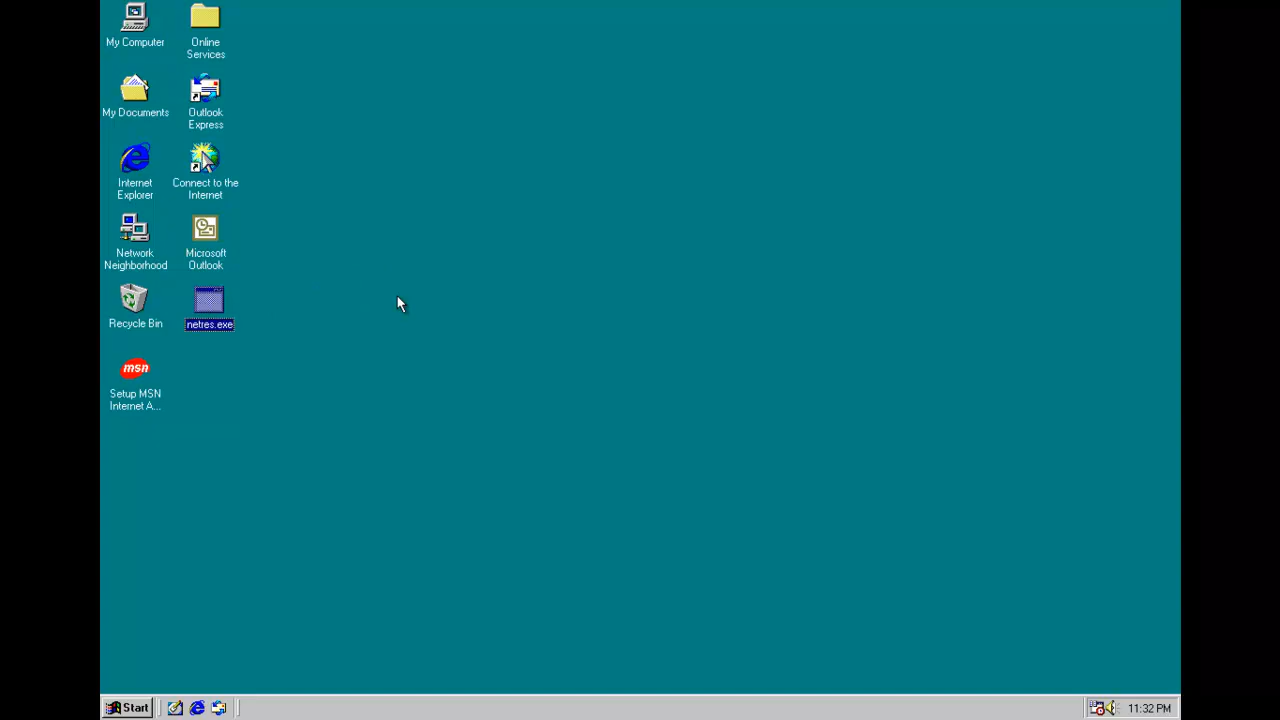 My Computer
Online
Services
My Documents
Outlook
Express
Internet
Explorer
Connect to the
Internet
Network
Neighborhood
Microsoft
Outlook
Recycle Bin
netres.exe
msn
Setup MSN
Internet A...
Start
11:32 PM